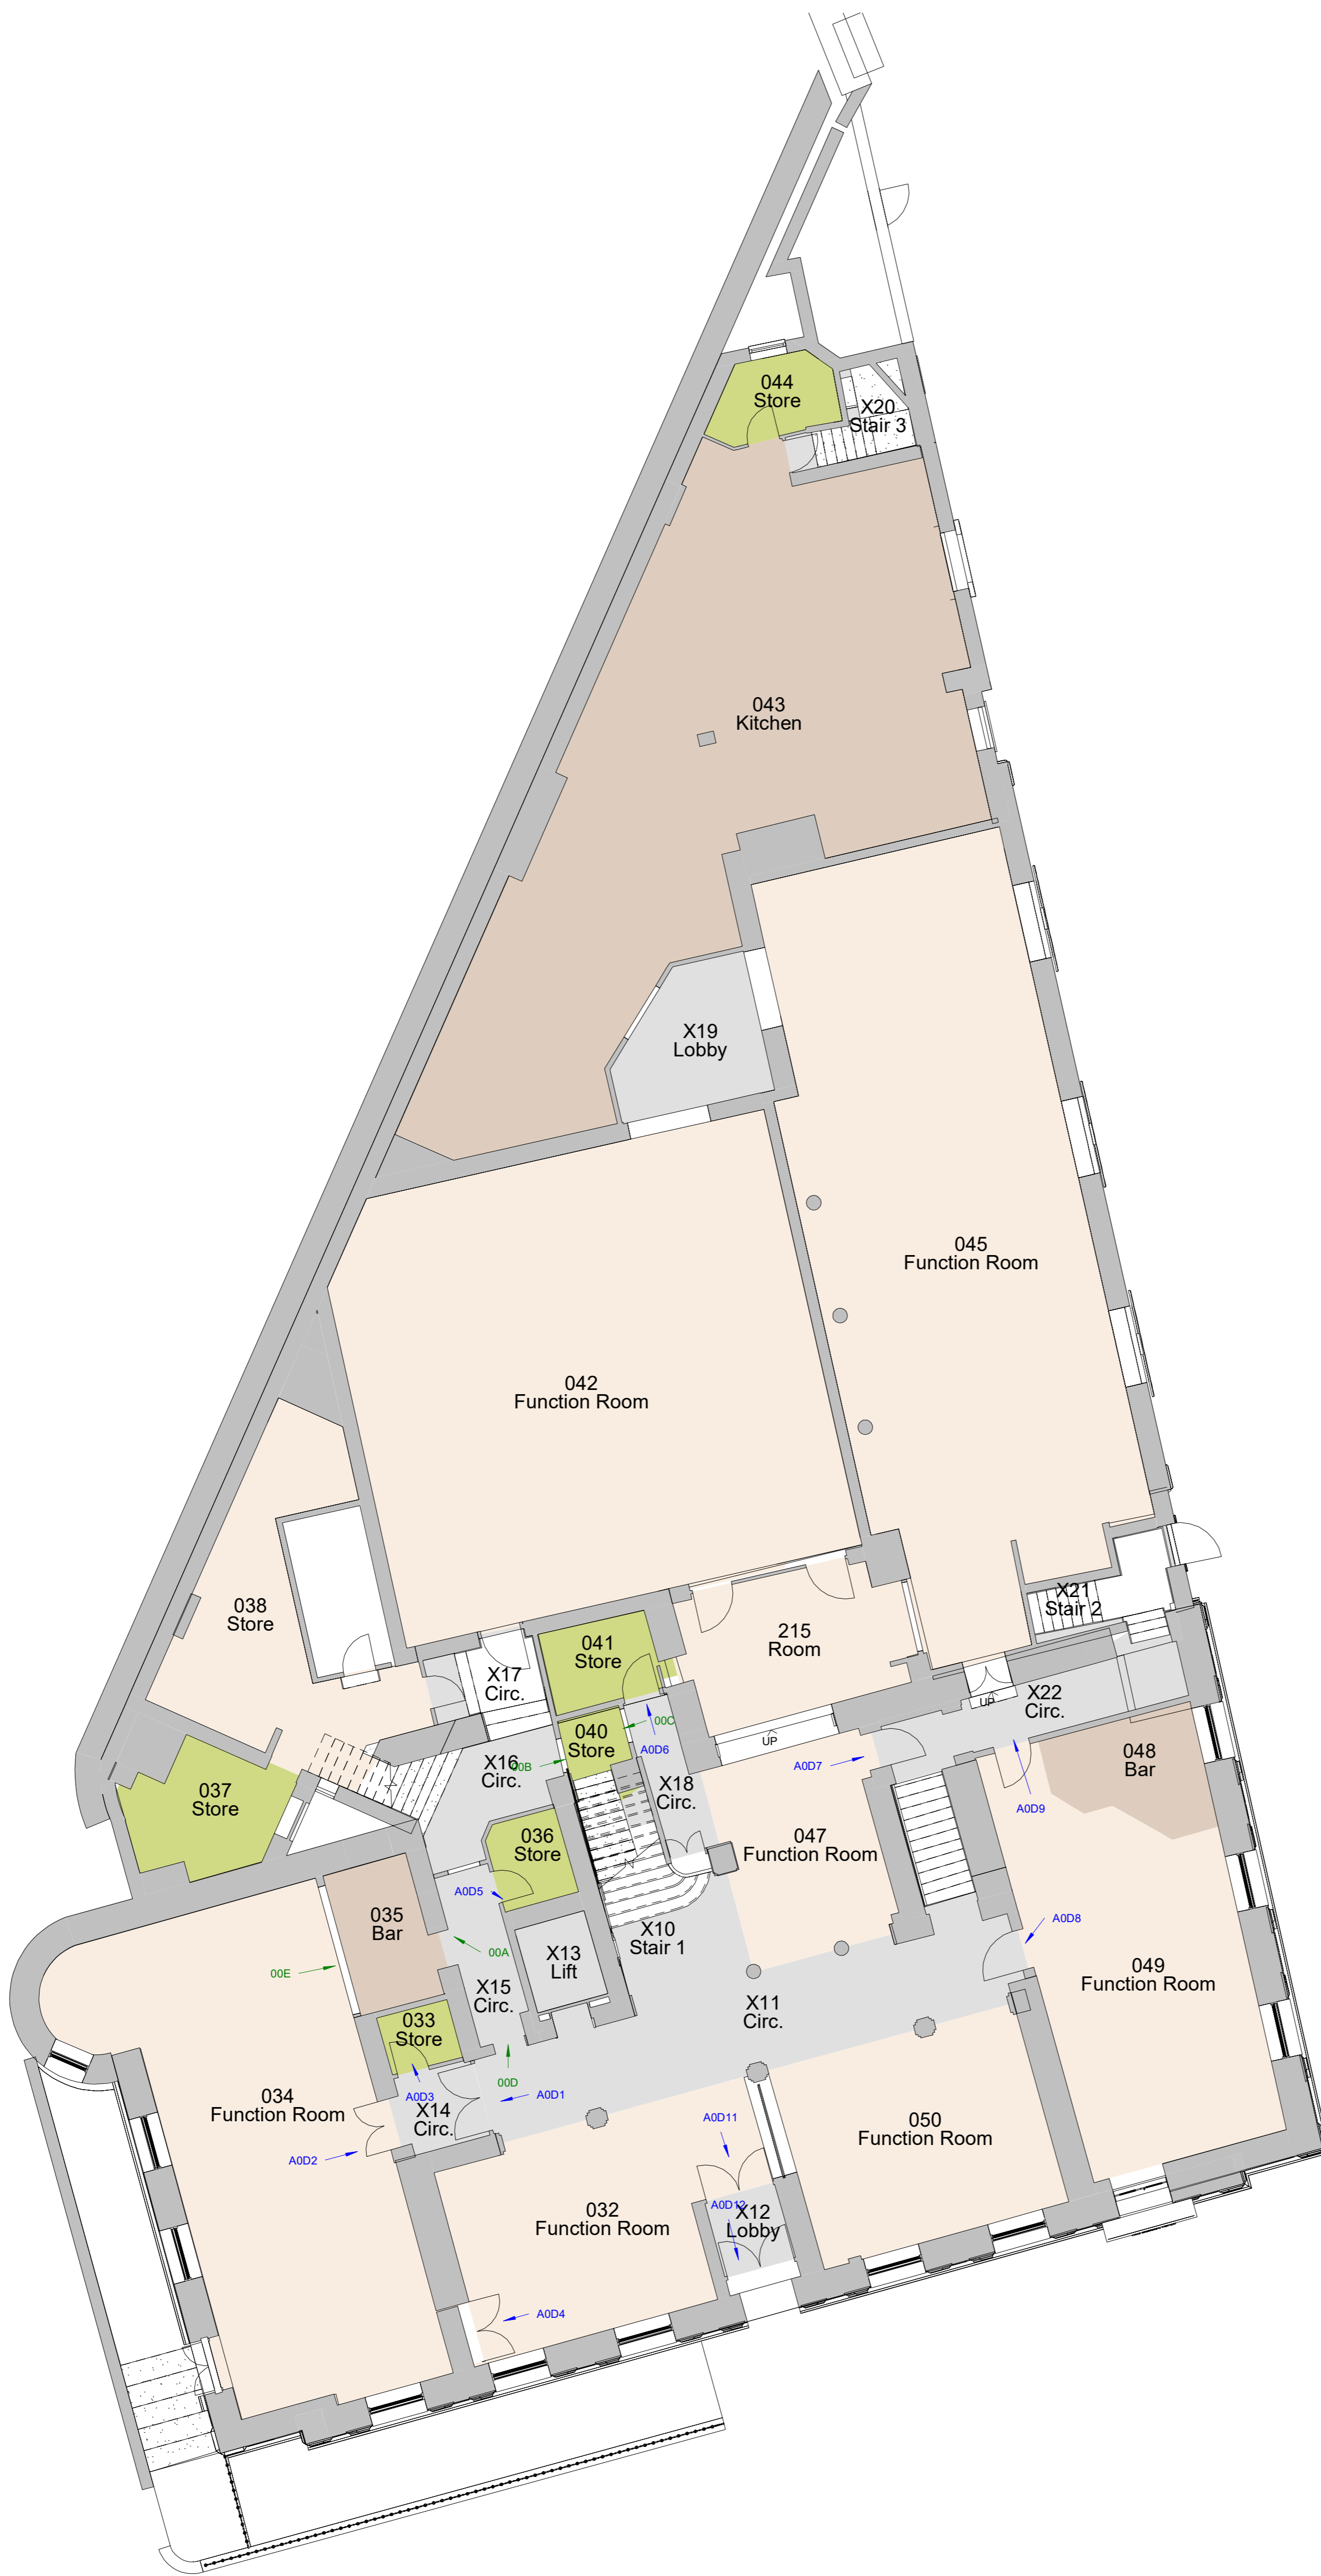 044
Store
X20
Stair 3
043
Kitchen
X19
Lobby
045
Function Room
042
Function Room
038
Store
X21
Stair 2
215
Room
041
Store
X17
Circ.
X22
Circ.
UP
UP
040
Store
00C
A0D6
00B
X16
Circ.
A0D7
048
Bar
A0D9
037
Store
X18
Circ.
036
Store
047
Function Room
A0D5
035
Bar
00A
X10
Stair 1
X13
Lift
A0D8
00E
049
Function Room
X15
Circ.
X11
Circ.
033
Store
00D
A0D3
A0D1
034
Function Room
X14
Circ.
A0D2
A0D11
050
Function Room
032
Function Room
A0D12
X12
Lobby
A0D4